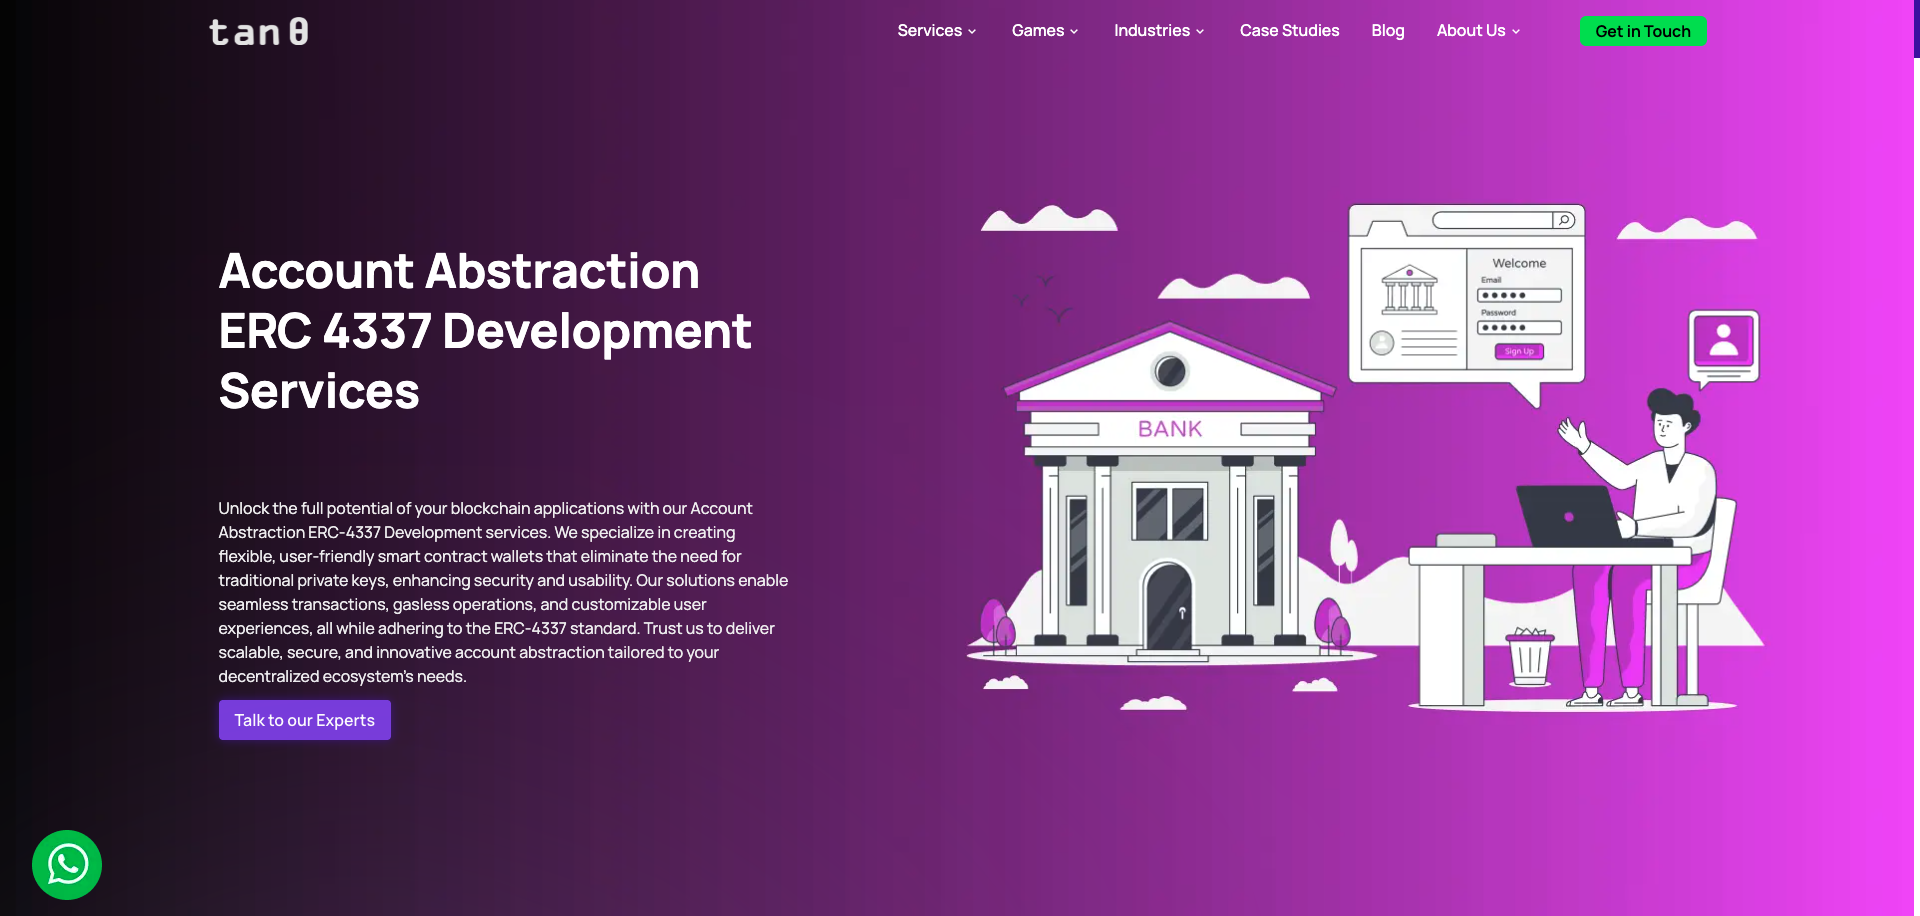 tan θ
Services
Games
Industries
Case Studies
Blog
About Us
Get in Touch
Account Abstraction
ERC 4337 Development
Services
Unlock the full potential of your blockchain applications with our Account
Abstraction ERC-4337 Development services. We specialize in creating
flexible, user-friendly smart contract wallets that eliminate the need for
traditional private keys, enhancing security and usability. Our solutions enable
seamless transactions, gasless operations, and customizable user
experiences, all while adhering to the ERC-4337 standard. Trust us to deliver
scalable, secure, and innovative account abstraction tailored to your
decentralized ecosystem's needs.
Talk to our Experts
BANK
Welcome
Email
Password
Sign Up